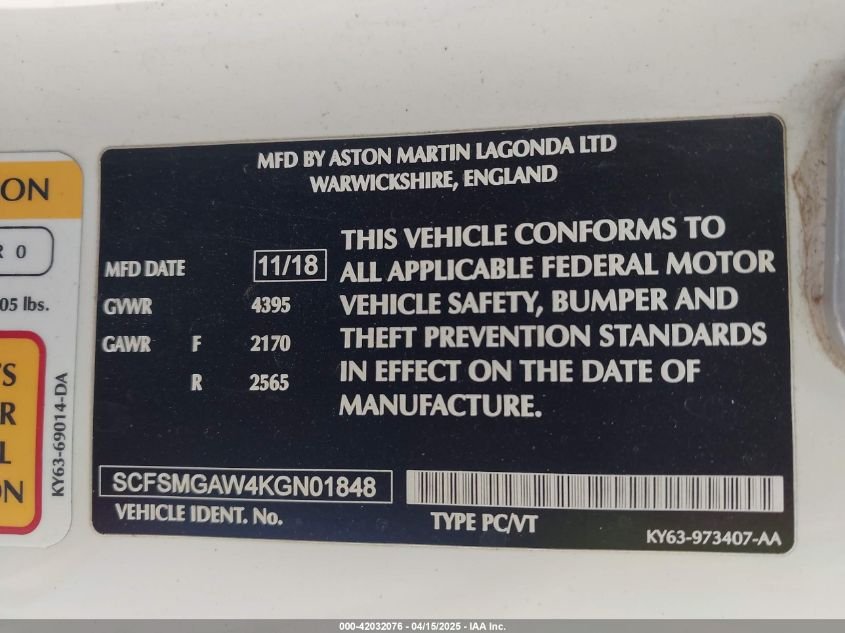 ON
R 0
05 lbs.
S
R
L
ON
KY63-69014-DA
MFD BY ASTON MARTIN LAGONDA LTD
WARWICKSHIRE, ENGLAND
MFD DATE 11/18
GVWR 4395
GAWR F 2170
R 2565
THIS VEHICLE CONFORMS TO
ALL APPLICABLE FEDERAL MOTOR
VEHICLE SAFETY, BUMPER AND
THEFT PREVENTION STANDARDS
IN EFFECT ON THE DATE OF
MANUFACTURE.
SCFSMGAW4KGN01848
VEHICLE IDENT. No.
TYPE PC/VT
KY63-973407-AA
000-42032076 - 04/15/2025 - IAA Inc.